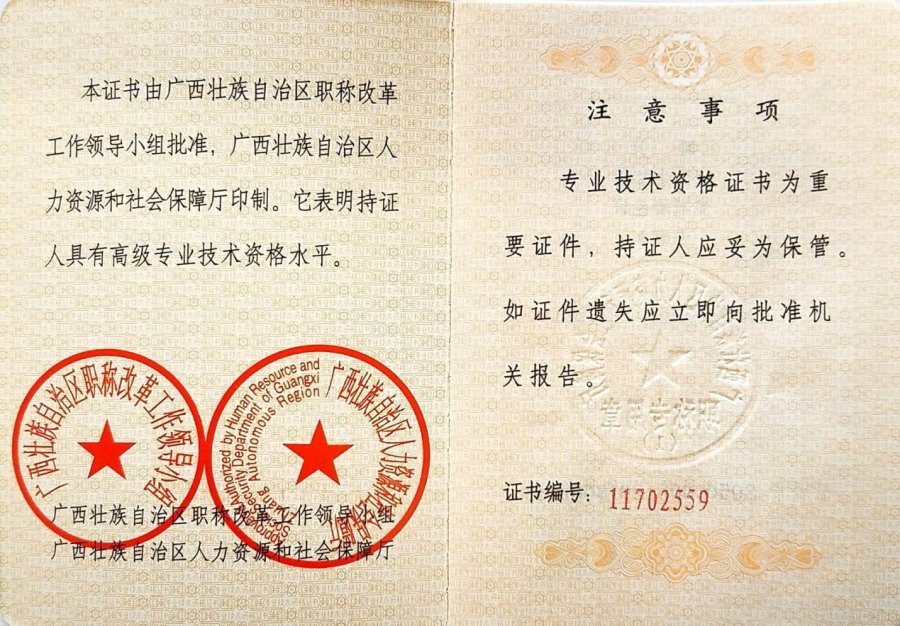 本证书由广西壮族自治区职称改革
工作领导小组批准，广西壮族自治区人
力资源和社会保障厅印制。它表明持证
人具有高级专业技术资格水平。
广西壮族自治区职称改革工作领导小组
Authorized by Human Resource and
Security Department of Guangxi
Autonomous Region
广西壮族自治区人力资源和社会保障厅
广西壮族自治区职称改革工作领导小组
广西壮族自治区人力资源和社会保障厅
注意事项
专业技术资格证书为重
要证件，持证人应妥为保管。
如证件遗失应立即向批准机
关报告。
证书编号：11702559